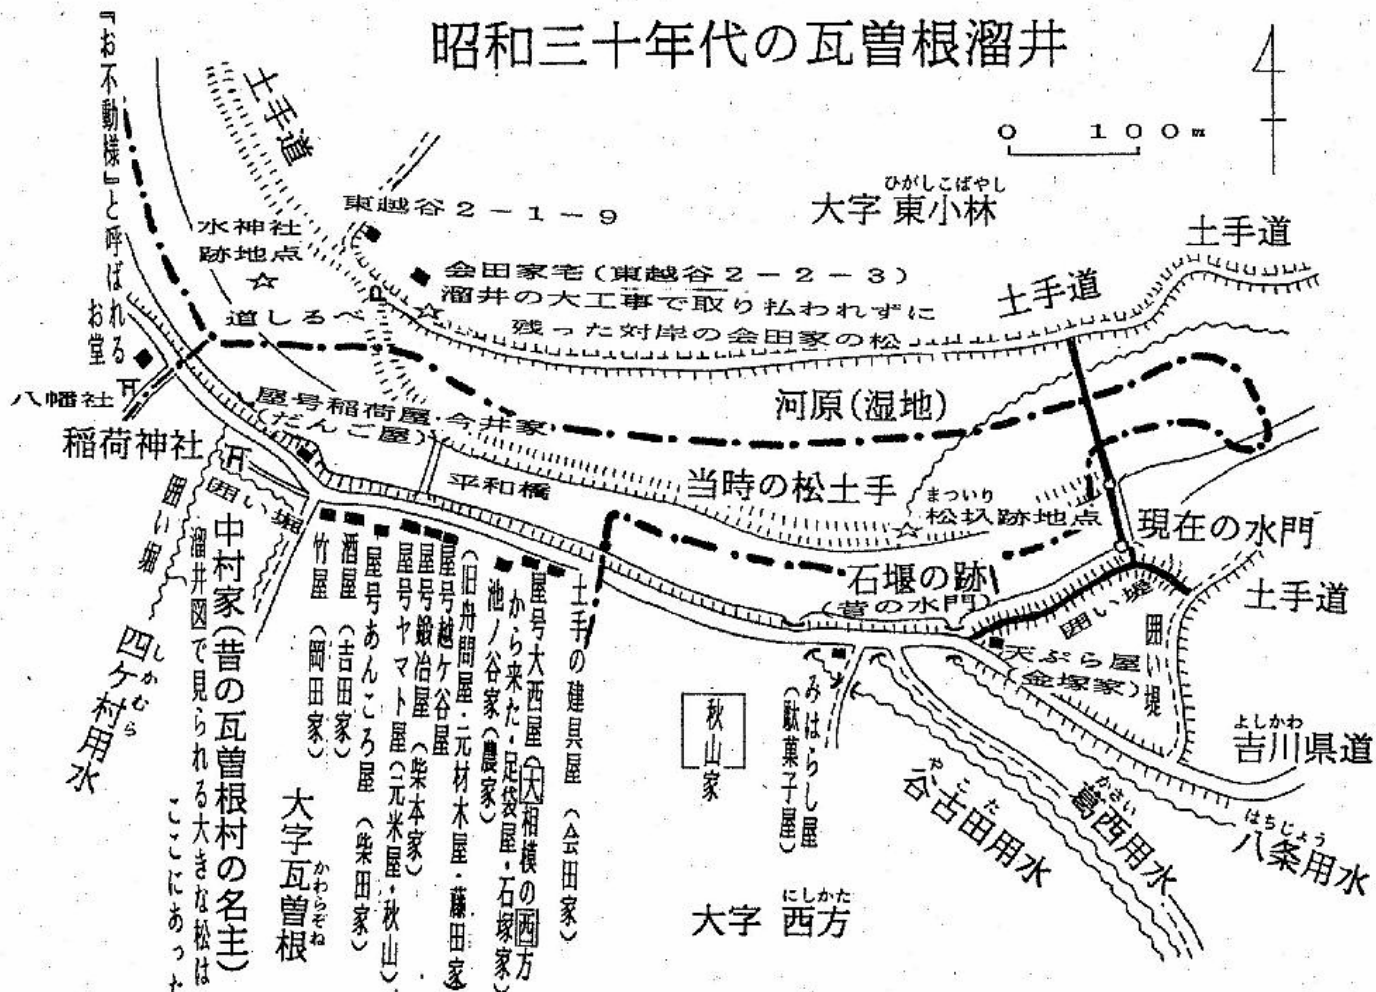 昭和三十年代の瓦曽根溜井
0 100m
『お不動様』と呼ばれる
お堂
土手道
東越谷2-1-9
水神社
跡地点
☆
道しるべ
会田家宅(東越谷2-2-3)
☆
溜井の大工事で取り払われずに
残った対岸の会田家の松
大字 東小林
ひがしこばやし
土手道
土手道
八幡社
稲荷神社
屋号稲荷屋・今井家
(だんご屋)
平和橋
河原(湿地)
当時の松土手
まついり
松圦跡地点
☆
現在の水門
石堰の跡
(昔の水門)
土手道
囲い堤
囲い堤
天ぷら屋
(金塚家)
吉川県道
よしかわ
八条用水
はちじょう
葛西用水
かさい
谷古田用水
やこた
みはらし屋
(駄菓子屋)
秋山家
大字 西方
にしかた
土手の建具屋(会田家)
屋号大西屋(大相模の西方
から来た・足袋屋・石塚家)
池ノ谷家(農家)
(旧舟問屋・元材木屋・藤田家)
屋号越ケ谷屋
屋号鍛冶屋(柴本家)
屋号ヤマト屋(元米屋・秋山)
屋号あんころ屋(柴田家)
酒屋(吉田家)
竹屋(岡田家)
大字瓦曽根
かわらぞね
囲い堀
中村家(昔の瓦曽根村の名主)
溜井図で見られる大きな松は
ここにあった
囲い堀
四ケ村用水
しかむら